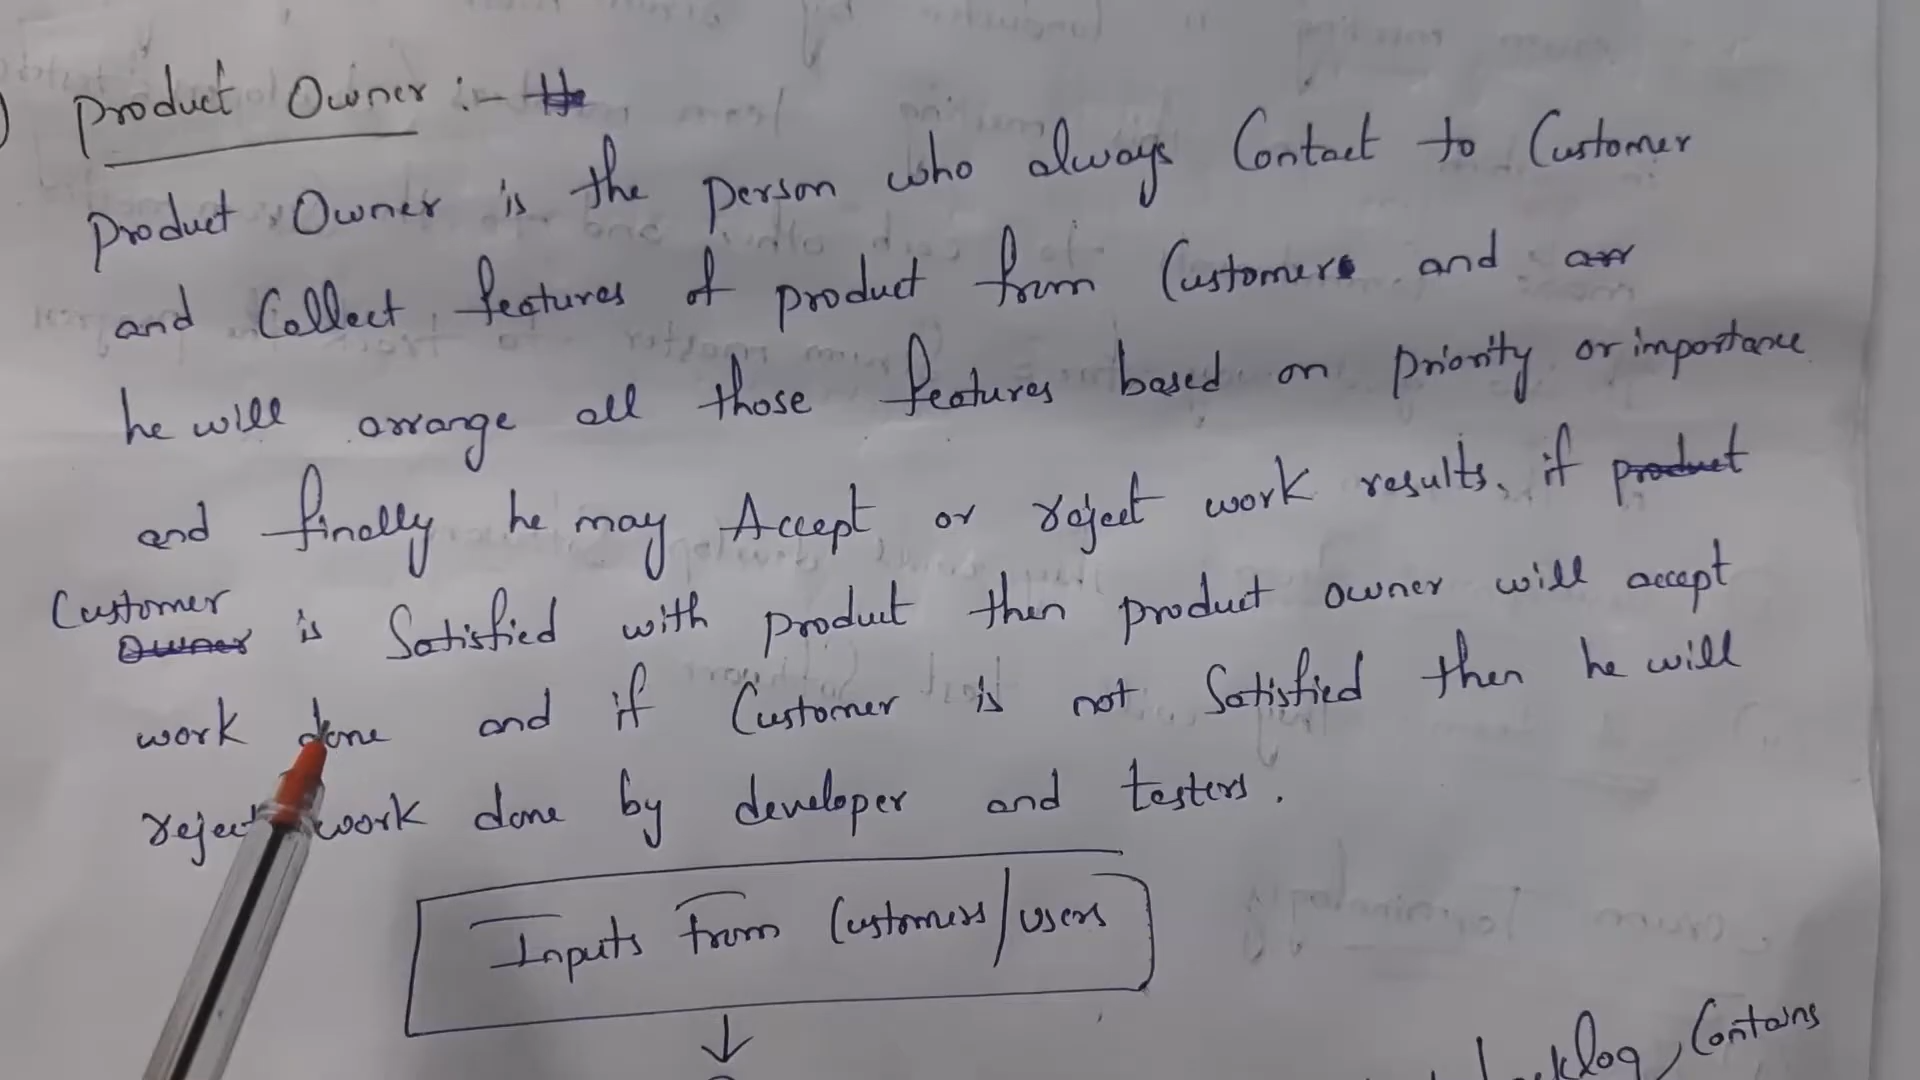 Product Owner :-
Product Owner is the person who always Contact to Customer
and Collect features of product from Customers and
he will arrange all those features based on priority or importance
and finally he may Accept or reject work results, if
Customer is Satisfied with product then product owner will accept
work done and if Customer is not Satisfied then he will
reject work done by developer and testers.
Inputs From Customers/users
backlog, Contains